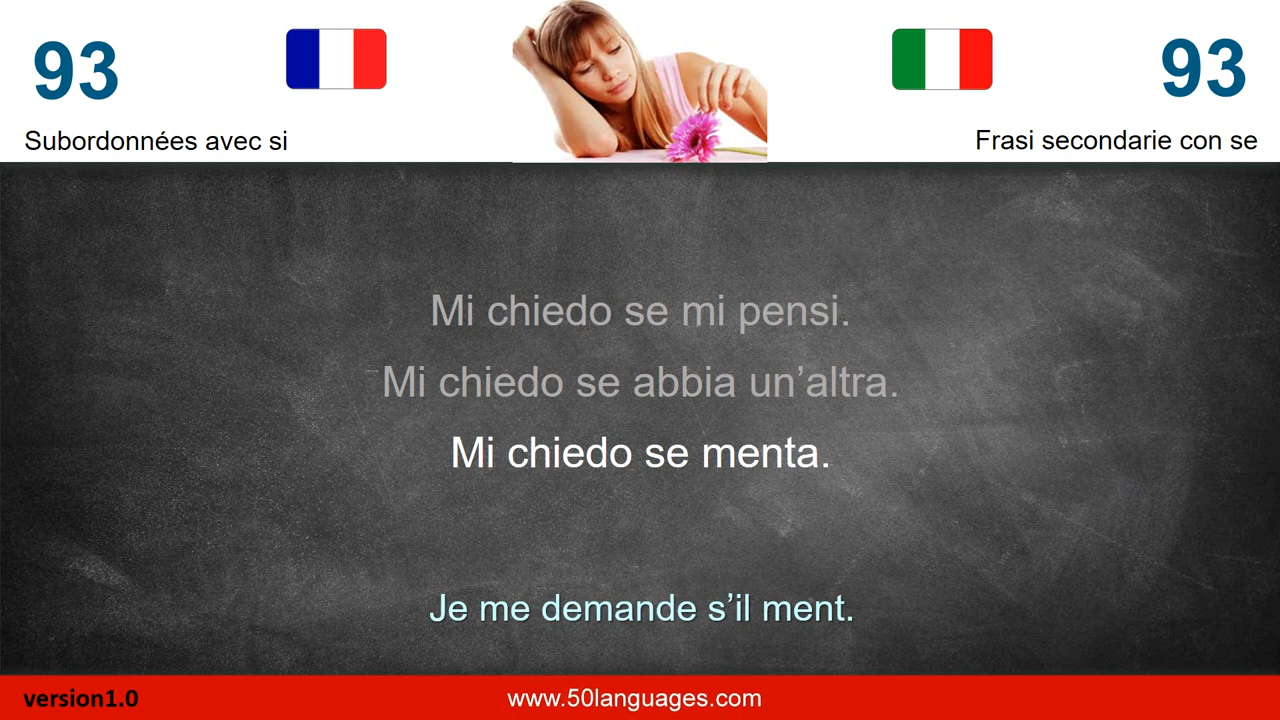 93
93
Subordonnées avec si
Frasi secondarie con se
Mi chiedo se mi pensi.
Mi chiedo se abbia un’altra.
Mi chiedo se menta.
Je me demande s’il ment.
version1.0
www.50languages.com